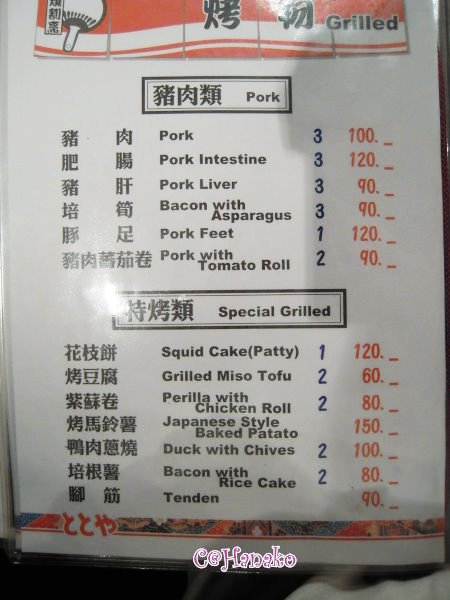 燒割烹
烤物 Grilled
豬肉類 Pork
豬肉 Pork 3 100._
肥腸 Pork Intestine 3 120._
豬肝 Pork Liver 3 90._
培筍 Bacon with Asparagus 3 90._
豚足 Pork Feet 1 120._
豬肉蕃茄卷 Pork with Tomato Roll 2 90._
特烤類 Special Grilled
花枝餅 Squid Cake(Patty) 1 120._
烤豆腐 Grilled Miso Tofu 2 60._
紫蘇卷 Perilla with Chicken Roll 2 80._
烤馬鈴薯 Japanese Style Baked Patato 150._
鴨肉蔥燒 Duck with Chives 2 100._
培根薯 Bacon with Rice Cake 2 80._
腳筋 Tenden 90._
ととや
C@Hanako